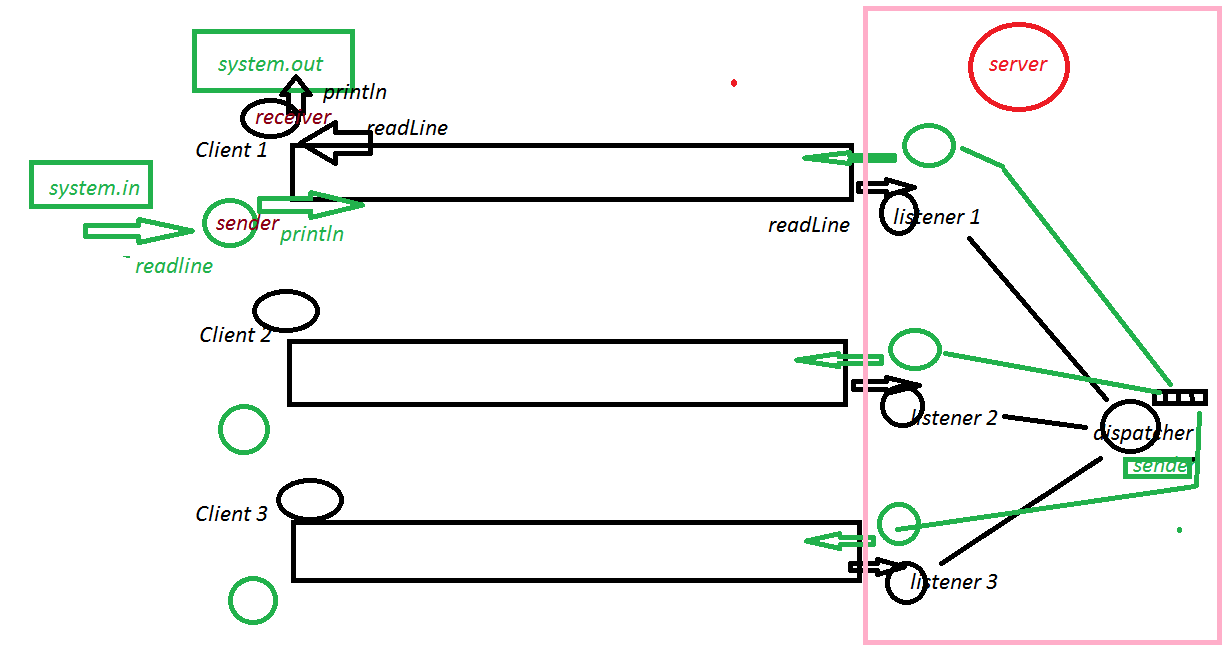 system.out
server
println
receiver
readLine
Client 1
system.in
sender
listener 1
println
readLine
readline
Client 2
listener 2
dispatcher
sender
Client 3
listener 3